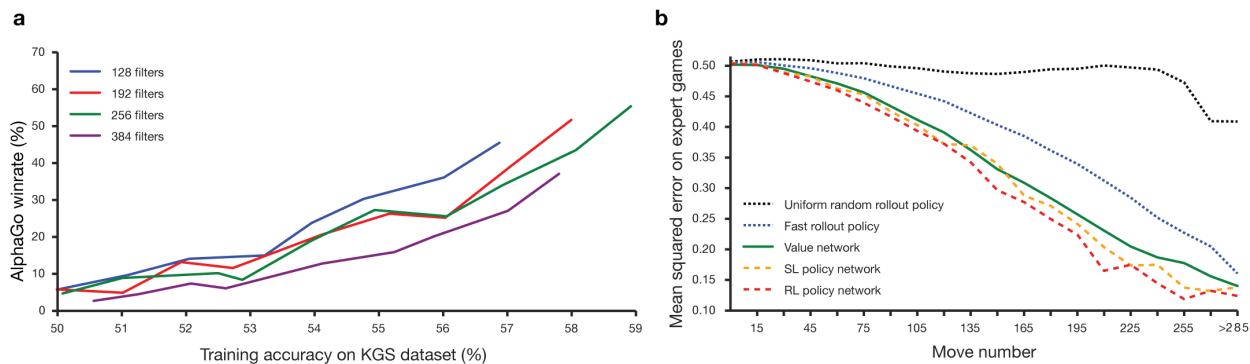 a
AlphaGo winrate (%)
70
60
50
40
30
20
10
0
128 filters
192 filters
256 filters
384 filters
50 51 52 53 54 55 56 57 58 59
Training accuracy on KGS dataset (%)
b
Mean squared error on expert games
0.50
0.45
0.40
0.35
0.30
0.25
0.20
0.15
0.10
Uniform random rollout policy
Fast rollout policy
Value network
SL policy network
RL policy network
15 45 75 105 135 165 195 225 255 >285
Move number